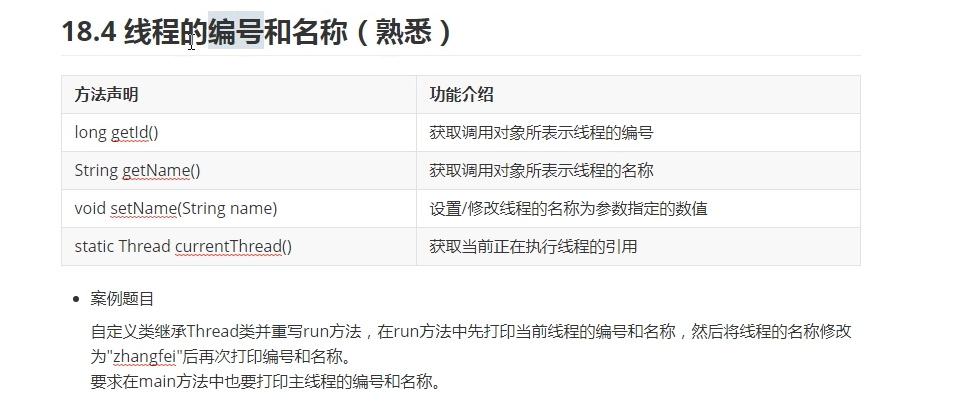 18.4 线程的编号和名称（熟悉）
方法声明 功能介绍
long getId() 获取调用对象所表示线程的编号
String getName() 获取调用对象所表示线程的名称
void setName(String name) 设置/修改线程的名称为参数指定的数值
static Thread currentThread() 获取当前正在执行线程的引用
案例题目
自定义类继承Thread类并重写run方法，在run方法中先打印当前线程的编号和名称，然后将线程的名称修改
为"zhangfei"后再次打印编号和名称。
要求在main方法中也要打印主线程的编号和名称。